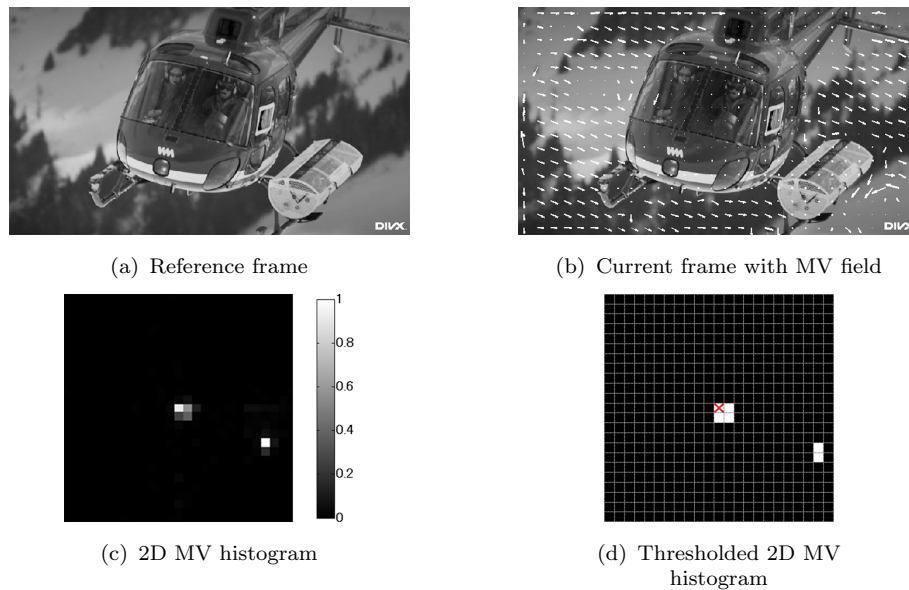 DIVX
DIVX
(a) Reference frame
(b) Current frame with MV field
1
0.8
0.6
0.4
0.2
0
(c) 2D MV histogram
(d) Thresholded 2D MV
histogram